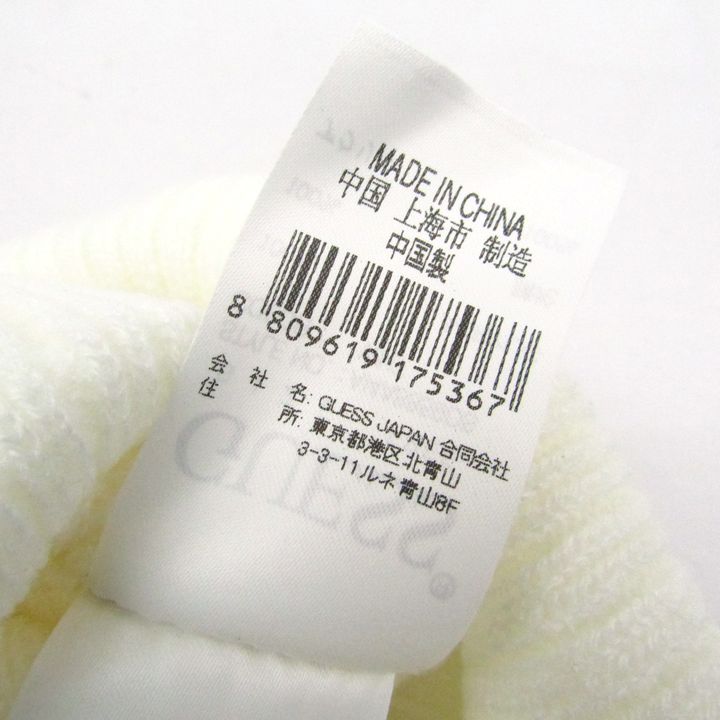 MADE IN CHINA
中国 上海市 制造
中国製
8 809619 175367
会 社 名: GUESS JAPAN 合同会社
住 所: 東京都港区北青山
3-3-11ルネ青山8F
GUESS